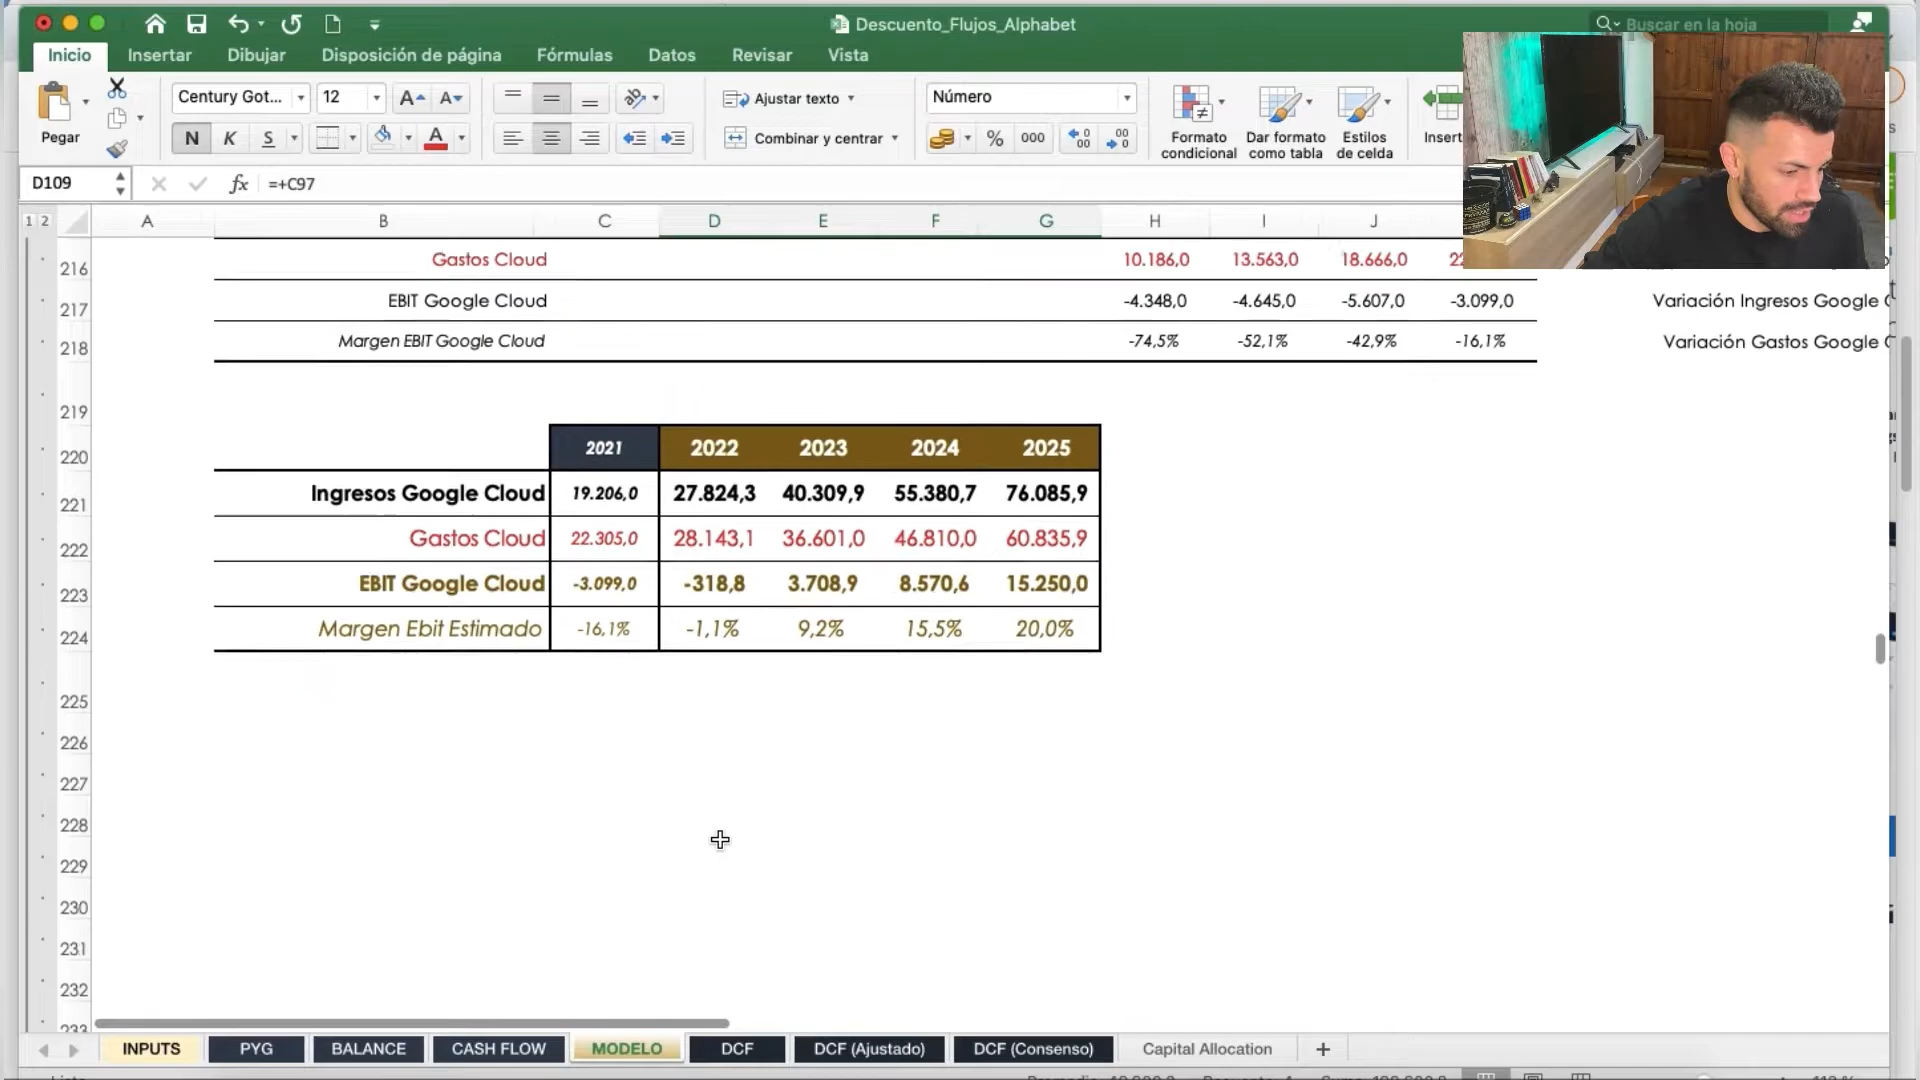 Descuento_Flujos_Alphabet
Buscar en la hoja
Inicio Insertar Dibujar Disposición de página Fórmulas Datos Revisar Vista
Pegar
Century Got... 12
N K S
Ajustar texto
Combinar y centrar
Número
% 000
Formato condicional
Dar formato como tabla
Estilos de celda
Insert
D109 fx =+C97
1 2 A B C D E F G H I J
216 Gastos Cloud 10.186,0 13.563,0 18.666,0
217 EBIT Google Cloud -4.348,0 -4.645,0 -5.607,0 -3.099,0 Variación Ingresos Google
218 Margen EBIT Google Cloud -74,5% -52,1% -42,9% -16,1% Variación Gastos Google
219
220 2021 2022 2023 2024 2025
221 Ingresos Google Cloud 19.206,0 27.824,3 40.309,9 55.380,7 76.085,9
222 Gastos Cloud 22.305,0 28.143,1 36.601,0 46.810,0 60.835,9
223 EBIT Google Cloud -3.099,0 -318,8 3.708,9 8.570,6 15.250,0
224 Margen Ebit Estimado -16,1% -1,1% 9,2% 15,5% 20,0%
225
226
227
228
229
230
231
232
233
INPUTS PYG BALANCE CASH FLOW MODELO DCF DCF (Ajustado) DCF (Consenso) Capital Allocation +